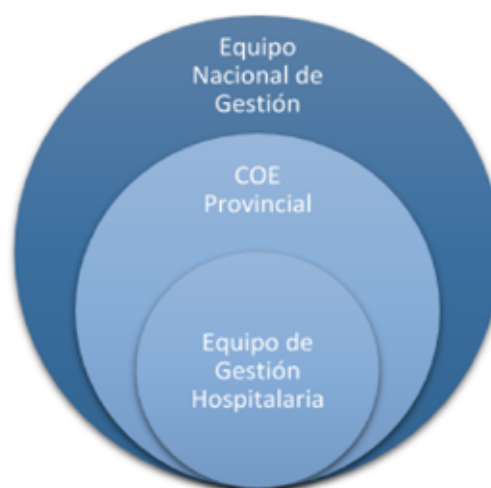 Equipo
Nacional de
Gestión
COE
Provincial
Equipo de
Gestión
Hospitalaria